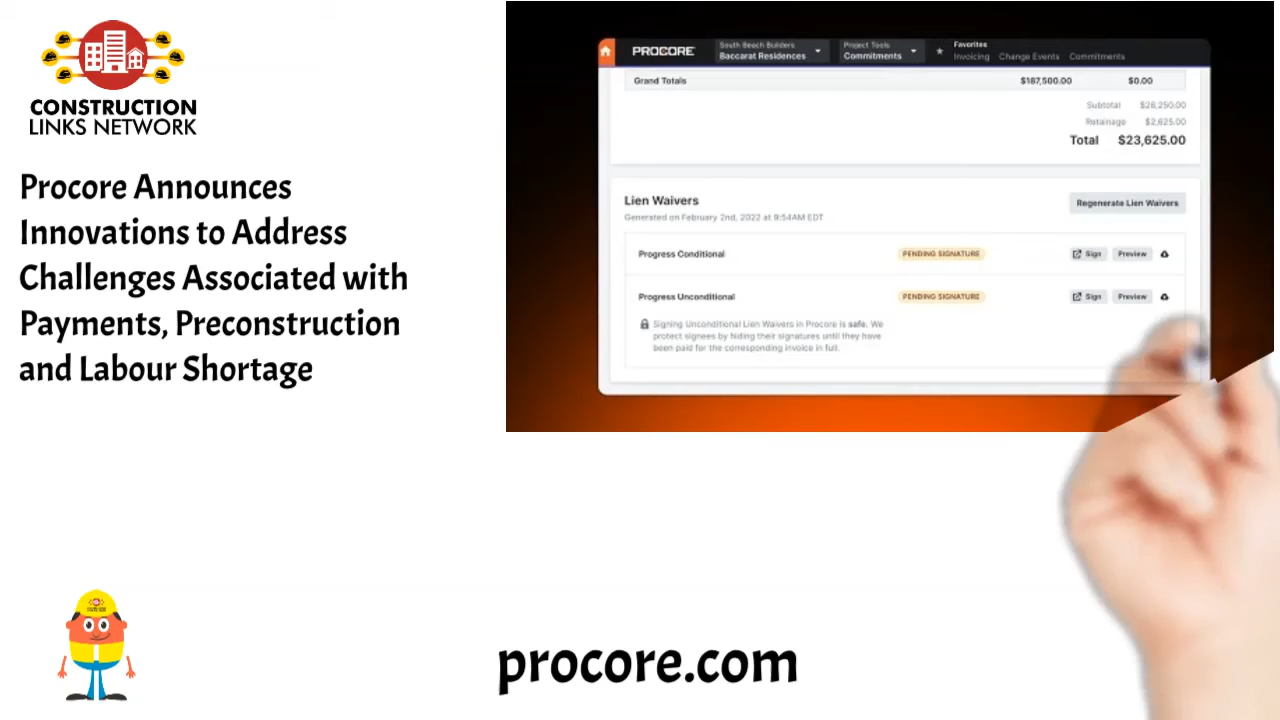 CONSTRUCTION
LINKS NETWORK
Procore Announces
Innovations to Address
Challenges Associated with
Payments, Preconstruction
and Labour Shortage
PROCORE
South Beach Builders
Baccarat Residences
Project Tools
Commitments
Favorites
Invoicing Change Events Commitments
Grand Totals $187,500.00 $0.00
Subtotal $26,250.00
Retainage $2,625.00
Total $23,625.00
Lien Waivers
Generated on February 2nd, 2022 at 9:54AM EDT
Regenerate Lien Waivers
Progress Conditional PENDING SIGNATURE Sign Preview
Progress Unconditional PENDING SIGNATURE Sign Preview
Signing Unconditional Lien Waivers in Procore is safe. We
protect signees by hiding their signatures until they have
been paid for the corresponding invoice in full.
procore.com